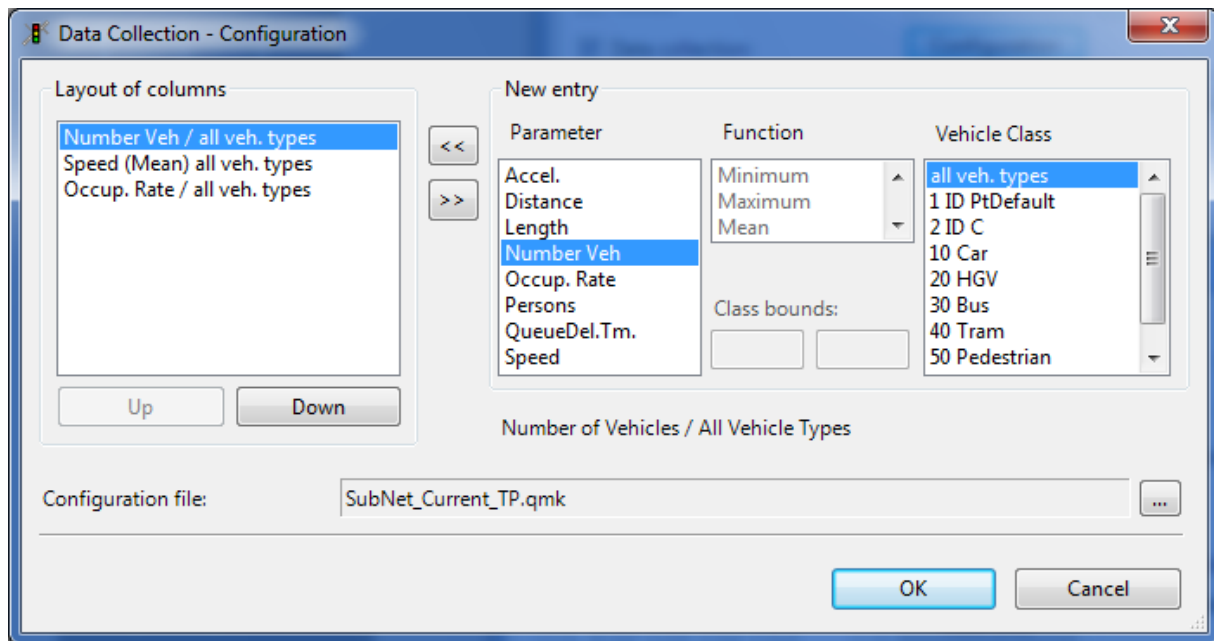 Data Collection - Configuration
Layout of columns
Number Veh / all veh. types
Speed (Mean) all veh. types
Occup. Rate / all veh. types
<<
>>
Up
Down
New entry
Parameter
Accel.
Distance
Length
Number Veh
Occup. Rate
Persons
QueueDel.Tm.
Speed
Function
Minimum
Maximum
Mean
Class bounds:
Vehicle Class
all veh. types
1 ID PtDefault
2 ID C
10 Car
20 HGV
30 Bus
40 Tram
50 Pedestrian
Number of Vehicles / All Vehicle Types
Configuration file:
SubNet_Current_TP.qmk
...
OK
Cancel